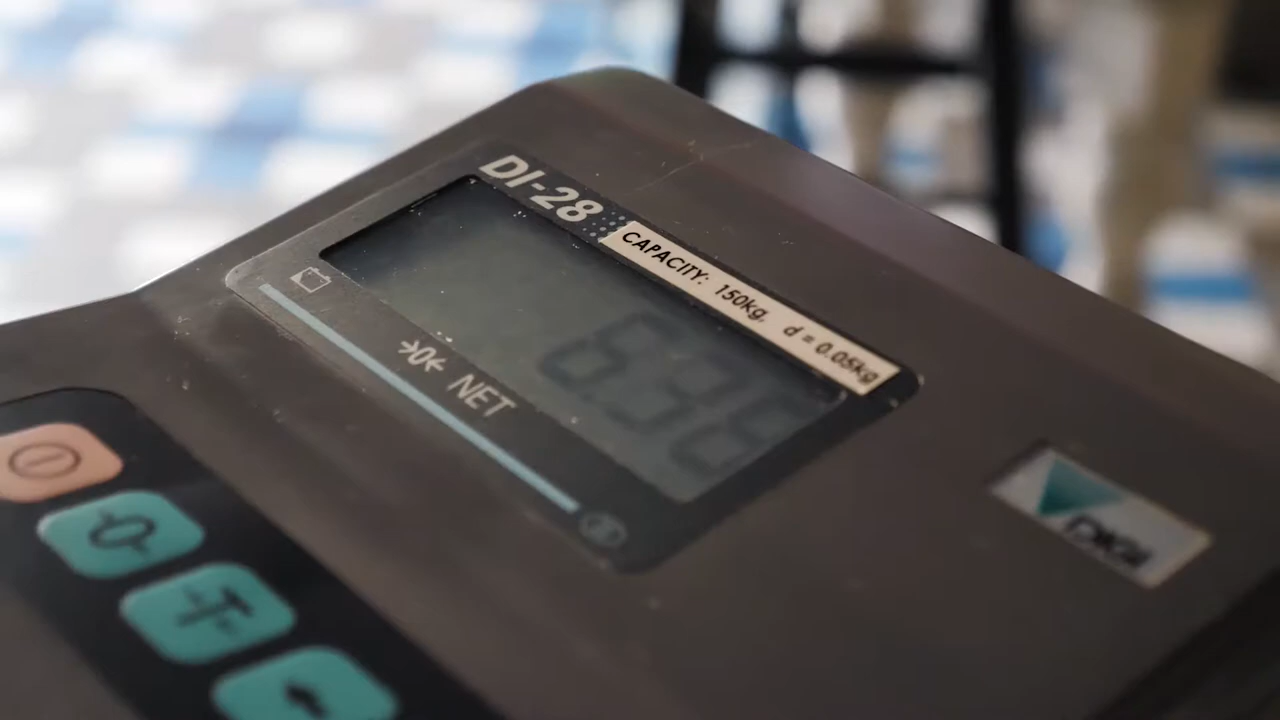 DI-28
CAPACITY: 150kg, d = 0.05kg
→0← NET
DIGI